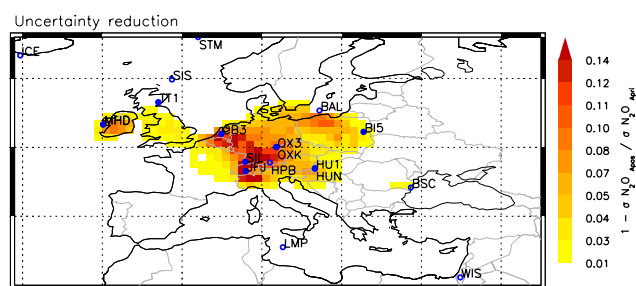 Uncertainty reduction
ICE
STM
SIS
TT1
BAL
MHD
CB3
BI5
OX3
OXK
SIL
JFJ
HPB
HU1
HUN
BSC
LMP
WIS
0.14
0.12
0.11
0.10
0.08
0.07
0.05
0.04
0.03
0.01
1 - σ N₂O Apos / σ N₂O Apri